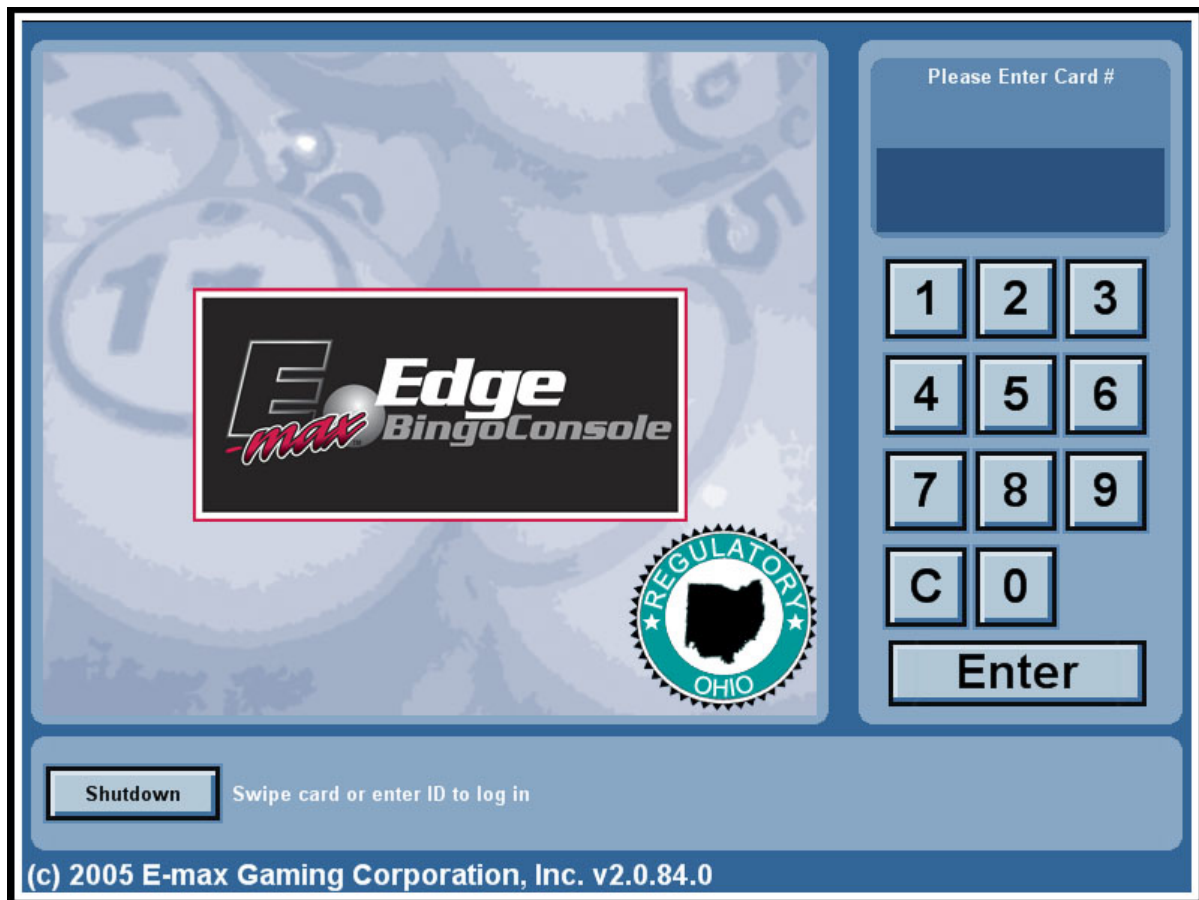 Please Enter Card #
E-max Edge
BingoConsole
1 2 3
4 5 6
7 8 9
C 0
Enter
REGULATORY
OHIO
Shutdown
Swipe card or enter ID to log in
(c) 2005 E-max Gaming Corporation, Inc. v2.0.84.0